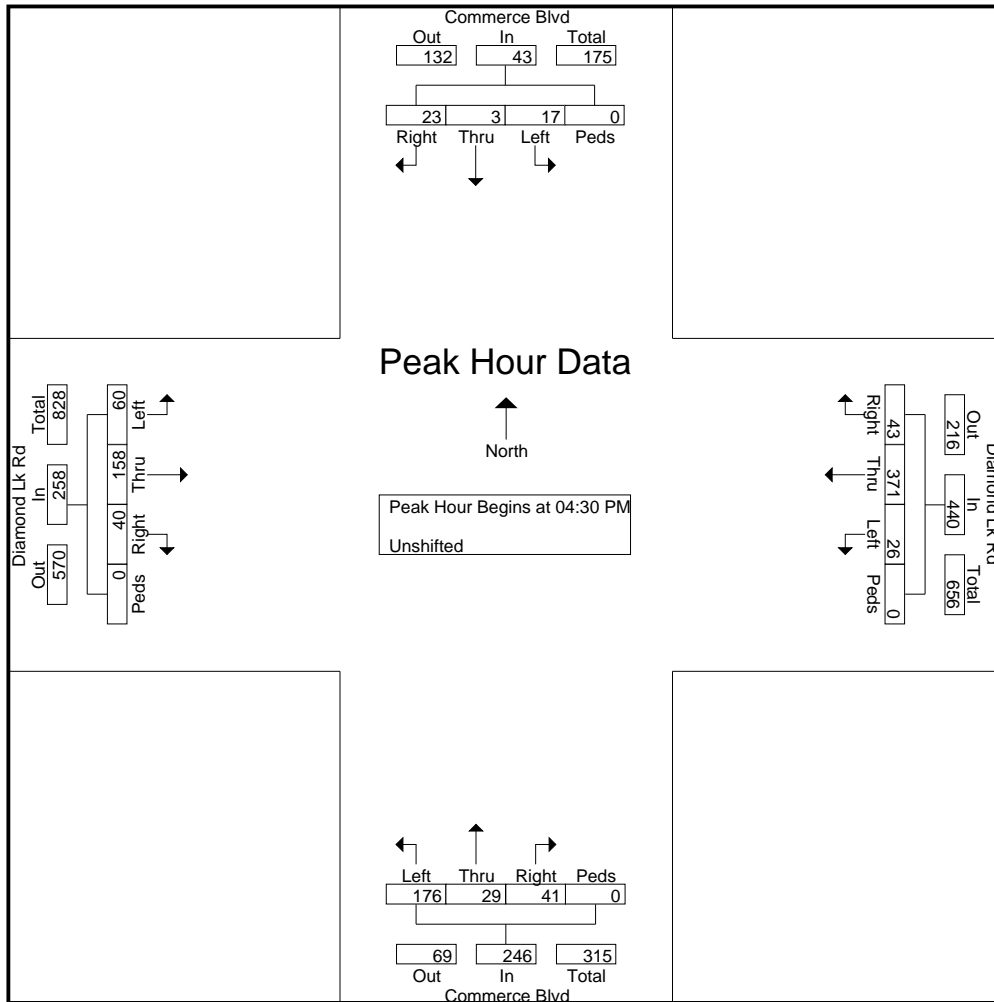 Commerce Blvd
Out In Total
132 43 175
23 3 17 0
Right Thru Left Peds
Peak Hour Data
North
Peak Hour Begins at 04:30 PM
Unshifted
Diamond Lk Rd
Out In Total
570 258 828
60 158 40 0
Left Thru Right Peds
Diamond Lk Rd
Out In Total
216 440 656
43 371 26 0
Right Thru Left Peds
Left Thru Right Peds
176 29 41 0
69 246 315
Out In Total
Commerce Blvd